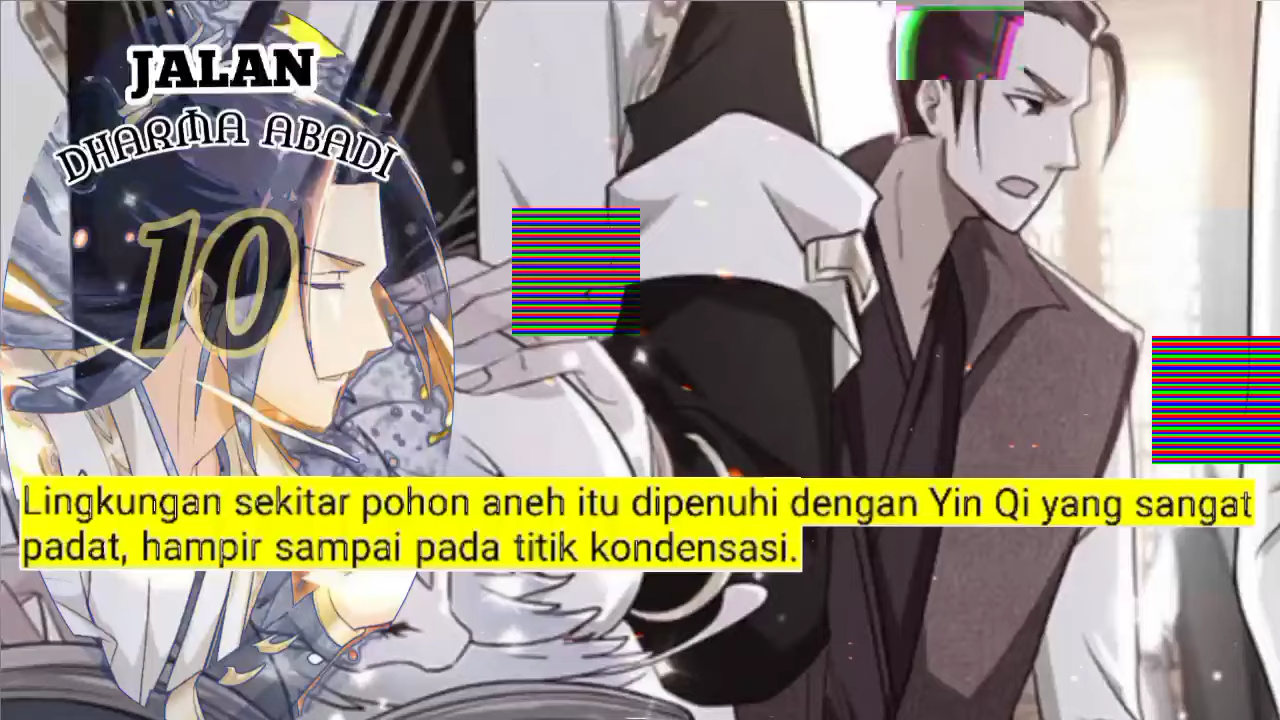 JALAN
DHARMA ABADI
10
Lingkungan sekitar pohon aneh itu dipenuhi dengan Yin Qi yang sangat
padat, hampir sampai pada titik kondensasi.